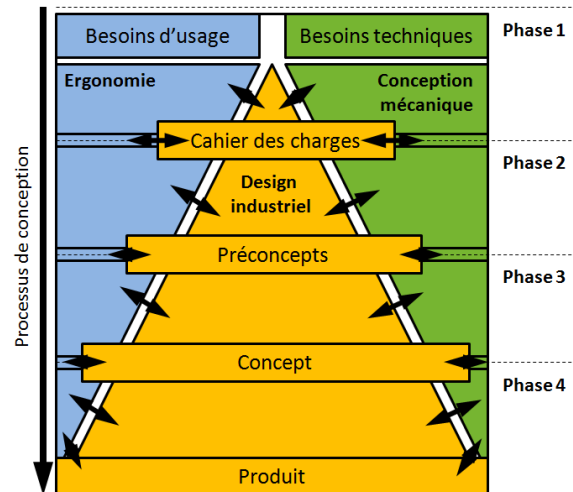 Besoins d'usage
Besoins techniques
Phase 1
Ergonomie
Conception
mécanique
Cahier des charges
Phase 2
Design
industriel
Processus de conception
Préconcepts
Phase 3
Concept
Phase 4
Produit